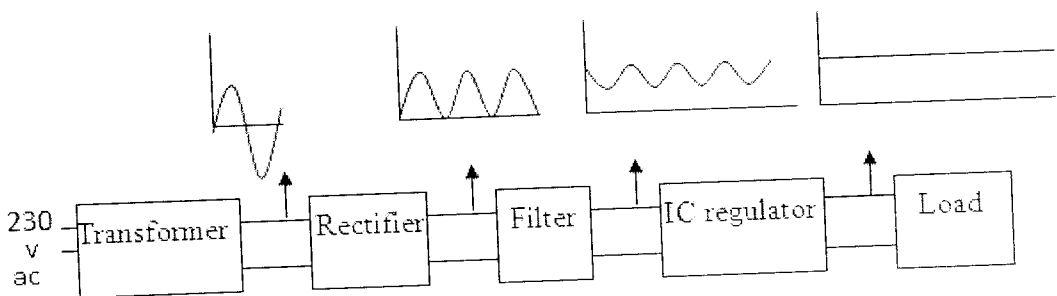 230
v
ac
Transformer
Rectifier
Filter
IC regulator
Load